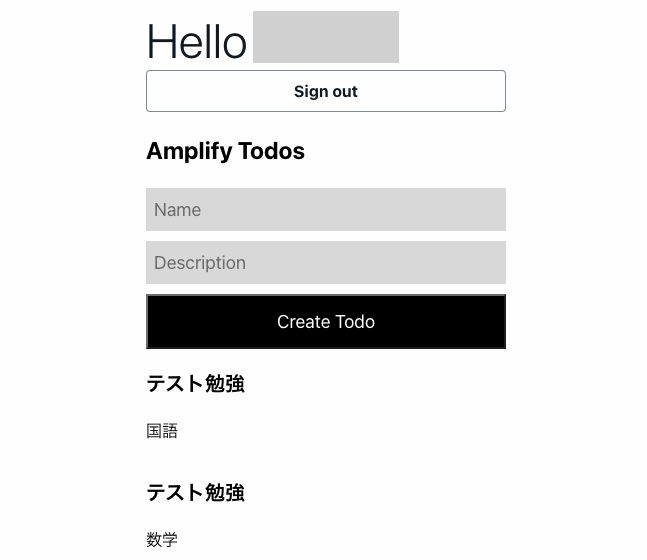 Hello
Sign out
Amplify Todos
Name
Description
Create Todo
テスト勉強
国語
テスト勉強
数学